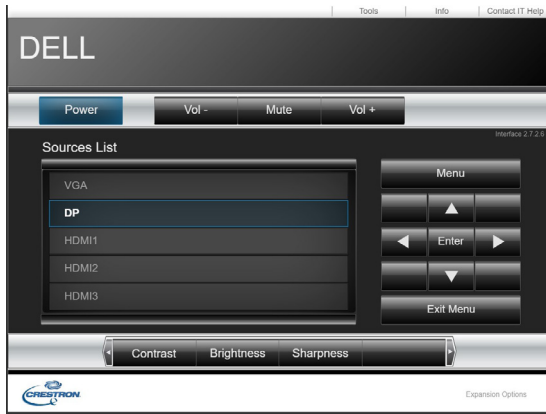 Tools Info Contact IT Help
DELL
Power Vol - Mute Vol +
Interface 2.7.2.6
Sources List
VGA
DP
HDMI1
HDMI2
HDMI3
Menu
Enter
Exit Menu
Contrast Brightness Sharpness
CRESTRON
Expansion Options